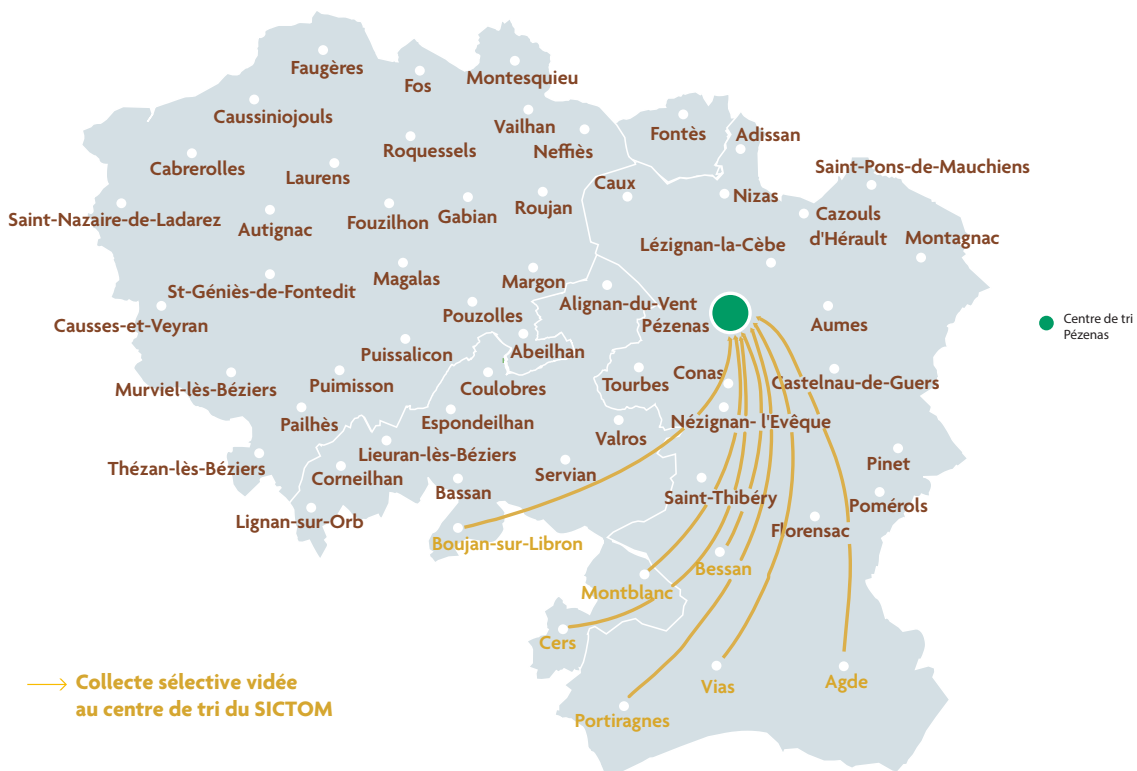 Faugères
Fos
Montesquieu
Caussiniojouls
Vailhan
Fontès
Adissan
Roquessels
Neffiès
Cabrerolles
Laurens
Saint-Pons-de-Mauchiens
Caux
Nizas
Saint-Nazaire-de-Ladarez
Autignac
Fouzilhon
Gabian
Roujan
Cazouls
d'Hérault
Lézignan-la-Cèbe
Montagnac
Magalas
Margon
St-Géniès-de-Fontedit
Alignan-du-Vent
Pouzolles
Pézenas
Aumes
Causses-et-Veyran
Centre de tri
Pézenas
Puissalicon
Abeilhan
Murviel-lès-Béziers
Puimisson
Coulobres
Tourbes
Conas
Castelnau-de-Guers
Pailhès
Espondeilhan
Nézignan- l'Evêque
Valros
Thézan-lès-Béziers
Lieuran-lès-Béziers
Corneilhan
Servian
Pinet
Bassan
Saint-Thibéry
Pomérols
Lignan-sur-Orb
Florensac
Boujan-sur-Libron
Bessan
Montblanc
Cers
Vias
Agde
Portiragnes
Collecte sélective vidée
au centre de tri du SICTOM